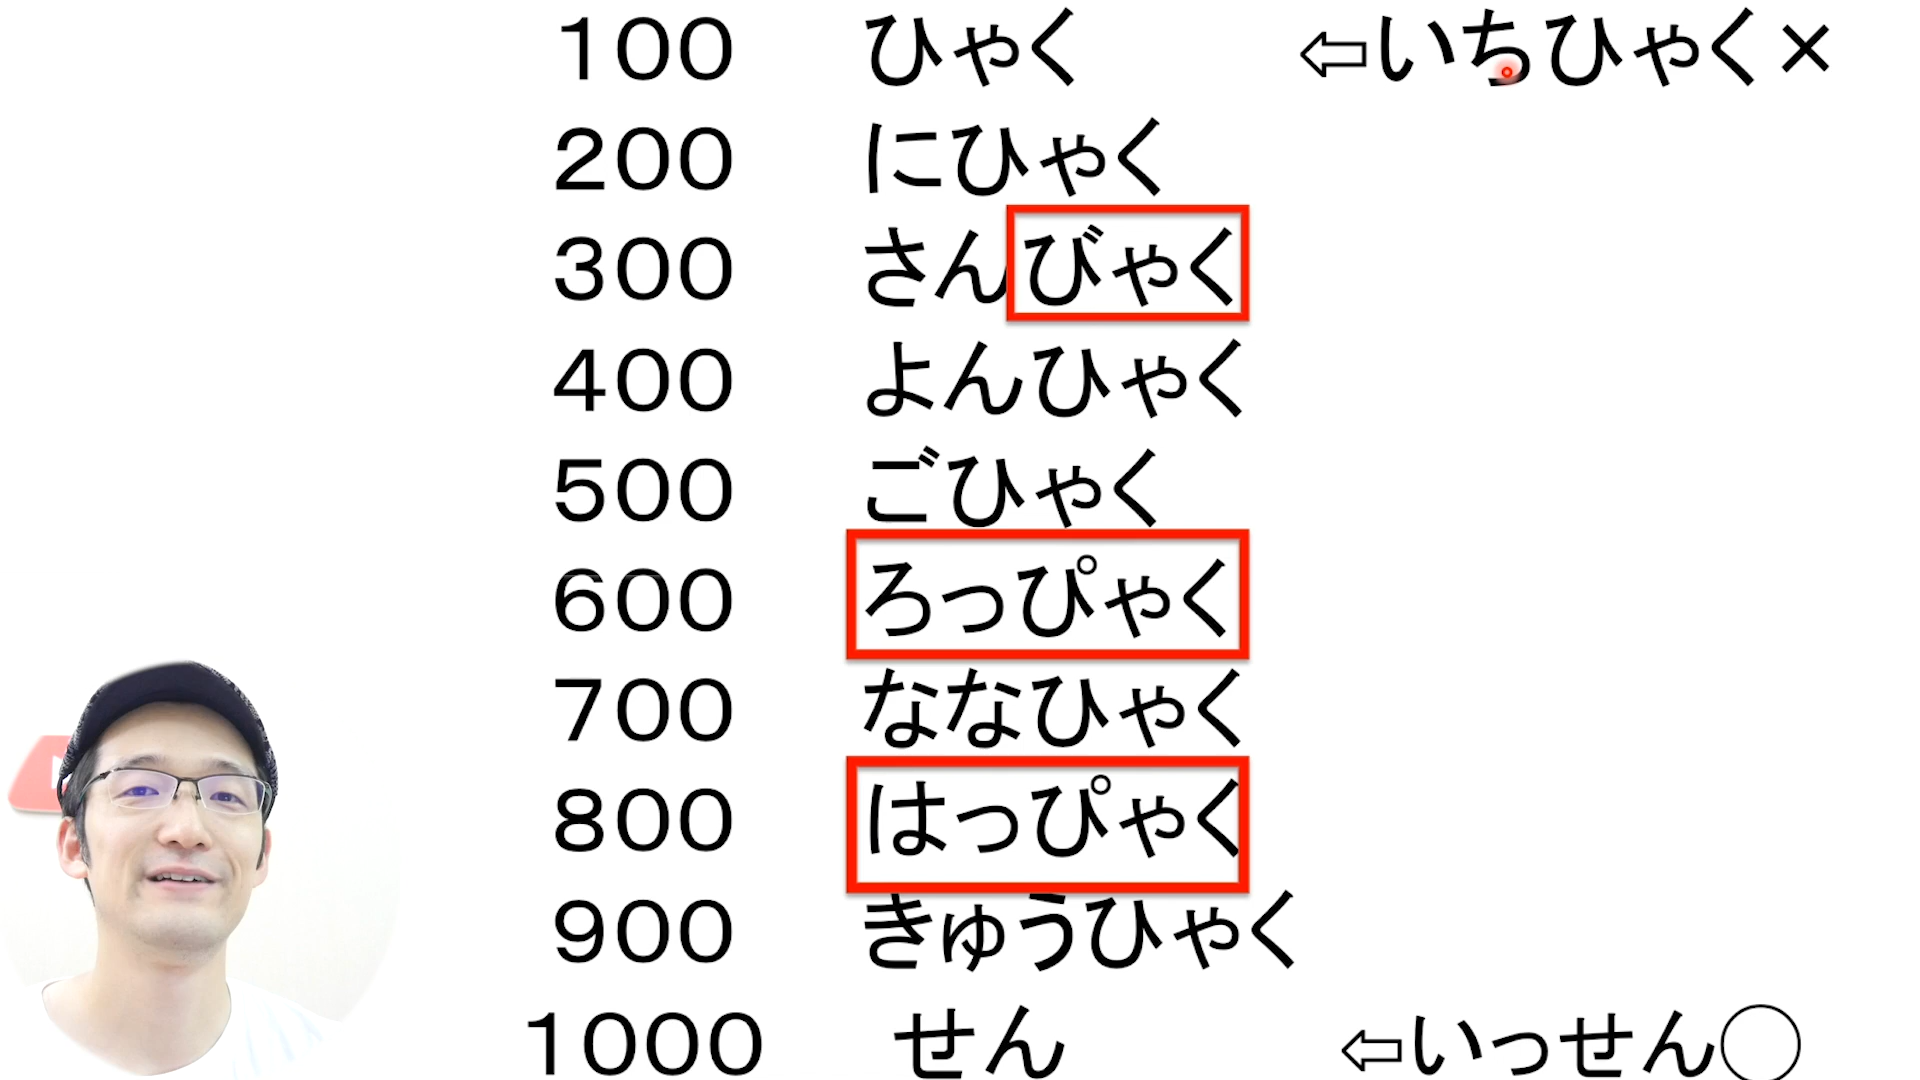 100 ひゃく ⇦いちひゃく×
200 にひゃく
300 さんびゃく
400 よんひゃく
500 ごひゃく
600 ろっぴゃく
700 ななひゃく
800 はっぴゃく
900 きゅうひゃく
1000 せん ⇦いっせん◯